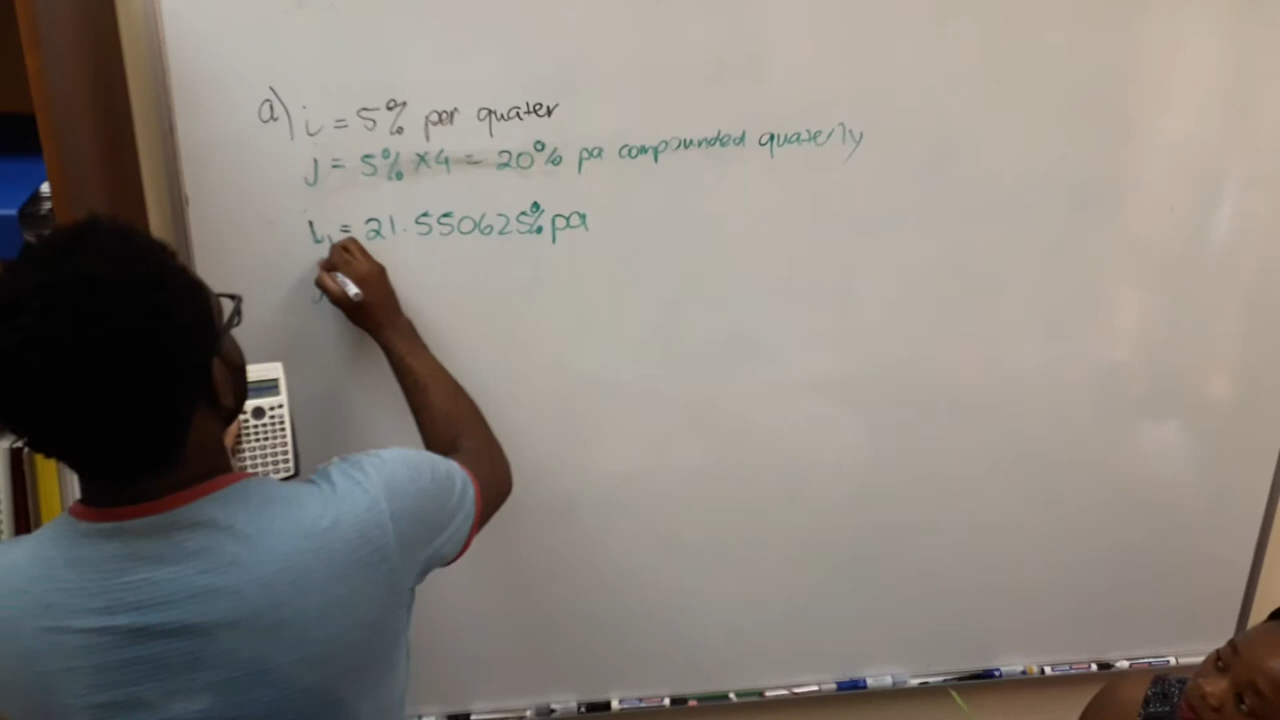 a) i = 5% per quater
J = 5% x 4 = 20% pa compounded quaterly
i₁ = 21.550625% pa